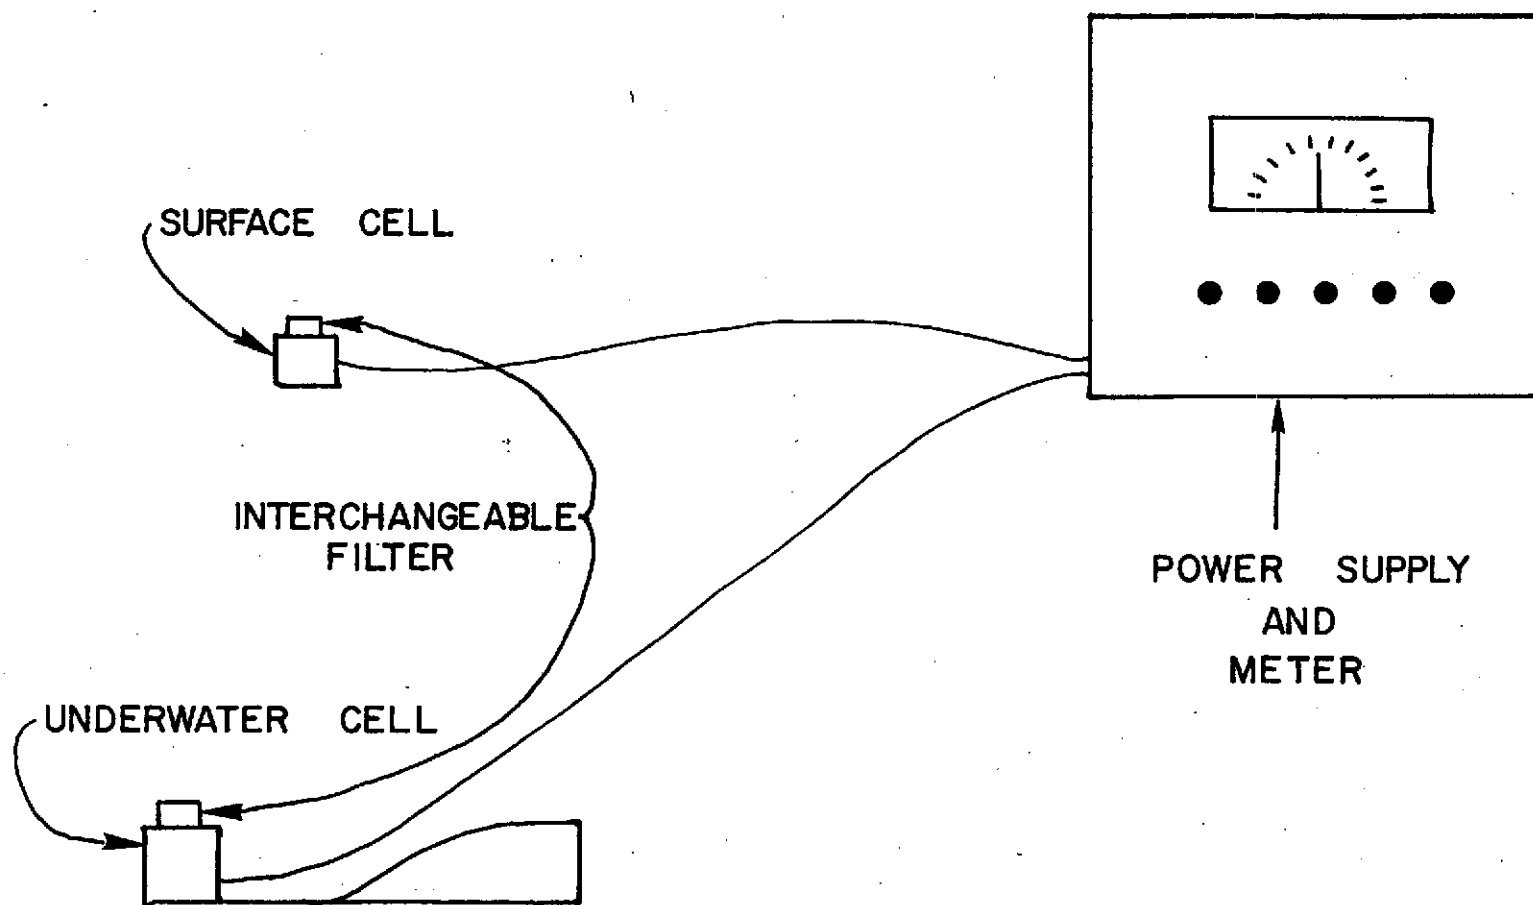 SURFACE CELL
INTERCHANGEABLE
FILTER
POWER SUPPLY
AND
METER
UNDERWATER CELL